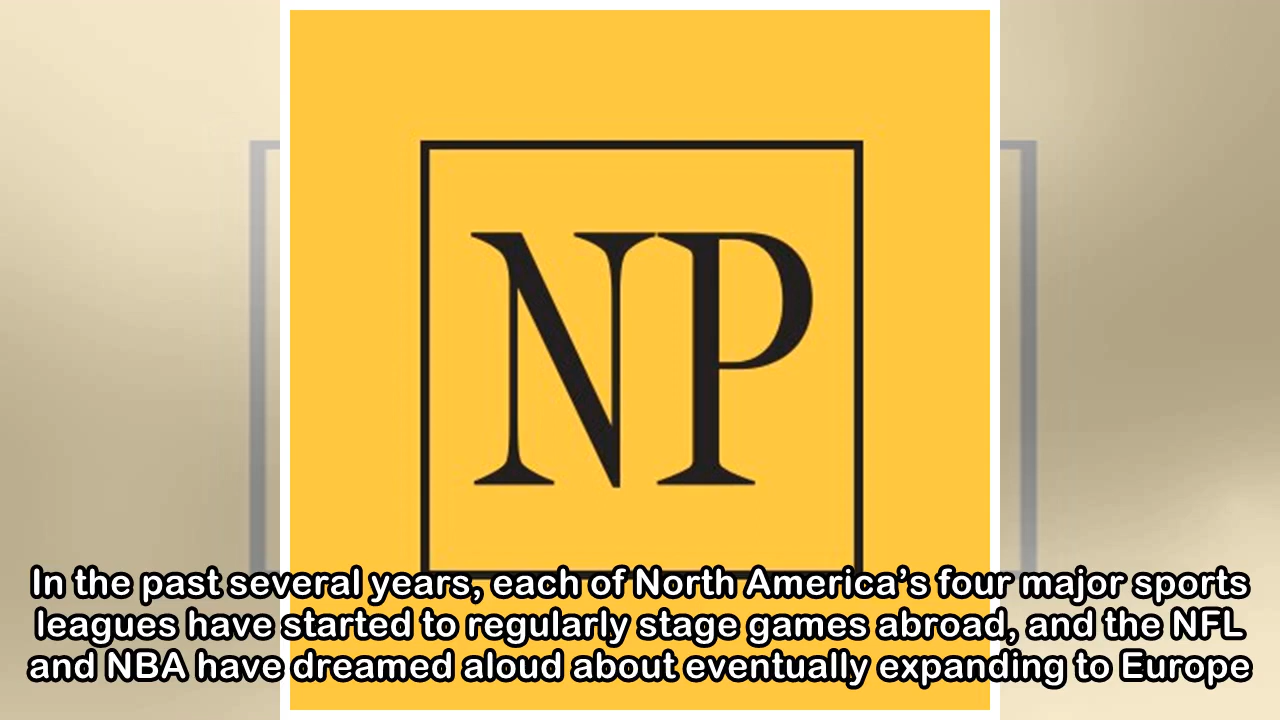 NP
In the past several years, each of North America’s four major sports
leagues have started to regularly stage games abroad, and the NFL
and NBA have dreamed aloud about eventually expanding to Europe